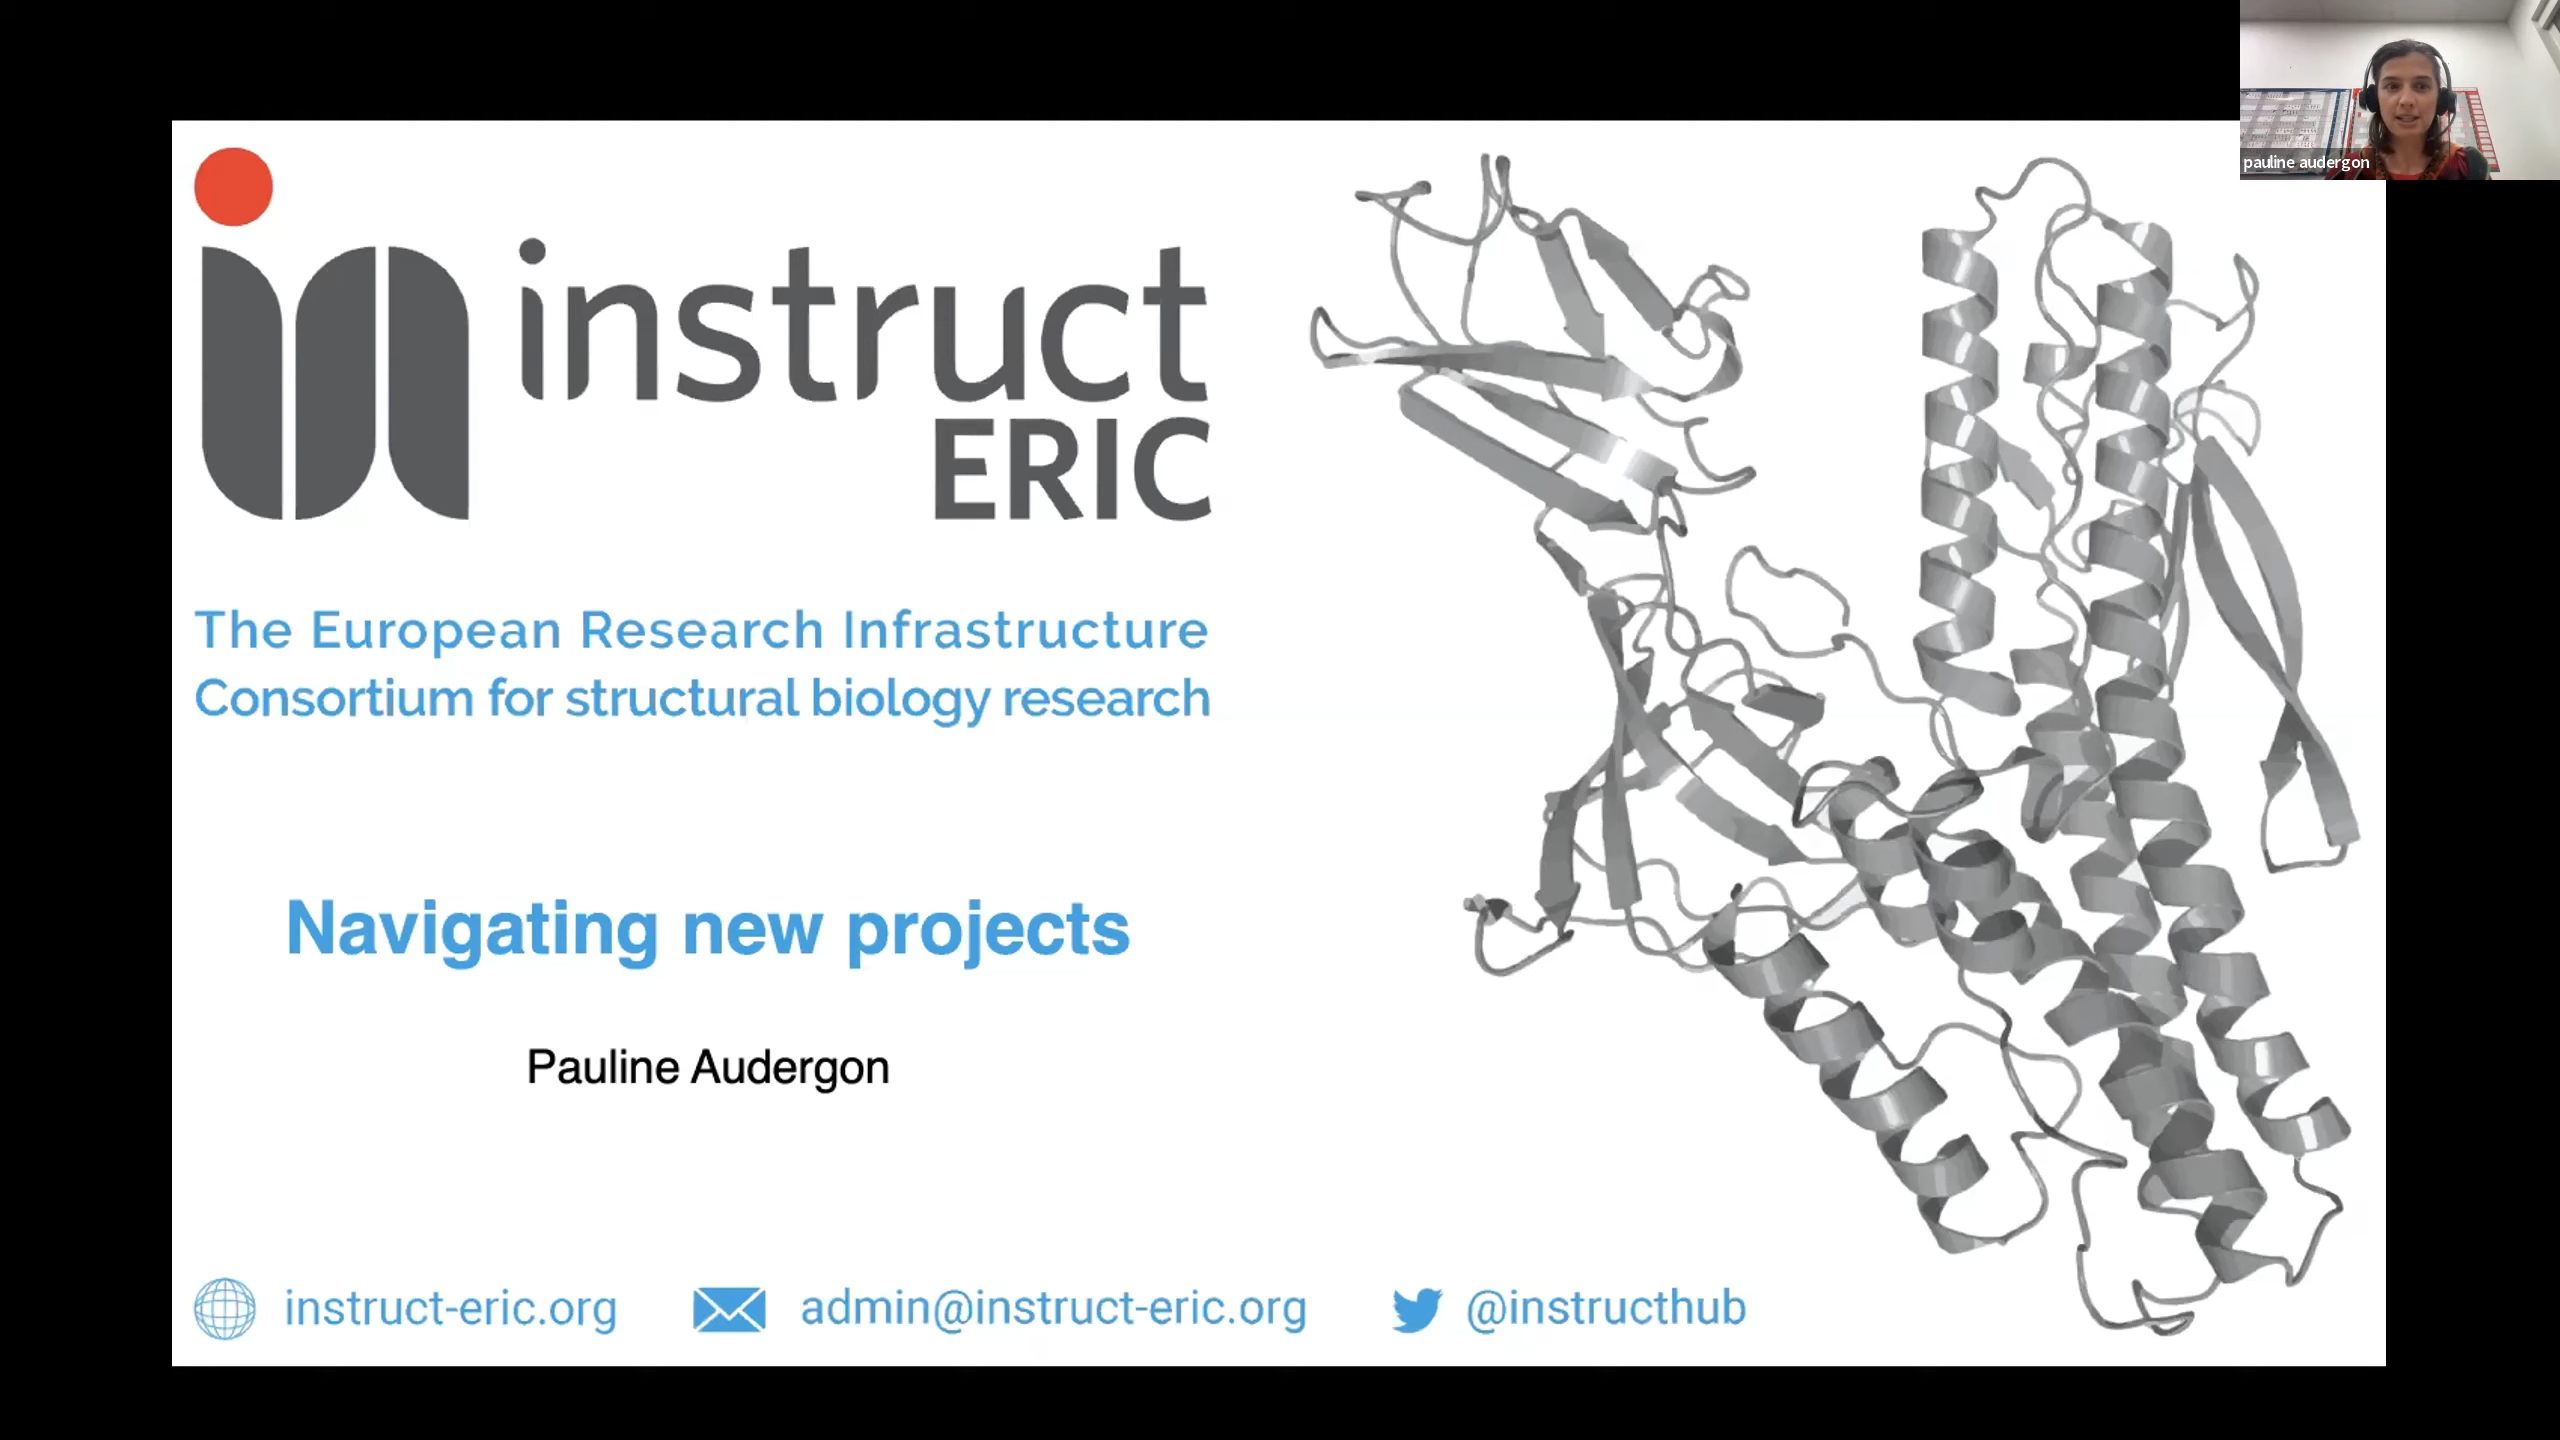 instruct
ERIC
The European Research Infrastructure
Consortium for structural biology research
Navigating new projects
Pauline Audergon
instruct-eric.org
admin@instruct-eric.org
@instructhub
pauline audergon